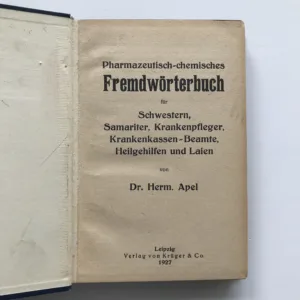 Pharmazeutisch-chemisches
Fremdwörterbuch
für
Schwestern,
Samariter, Krankenpfleger,
Krankenkassen-Beamte,
Heilgehilfen und Laien
von
Dr. Herm. Apel
Leipzig
Verlag von Krüger & Co.
1927